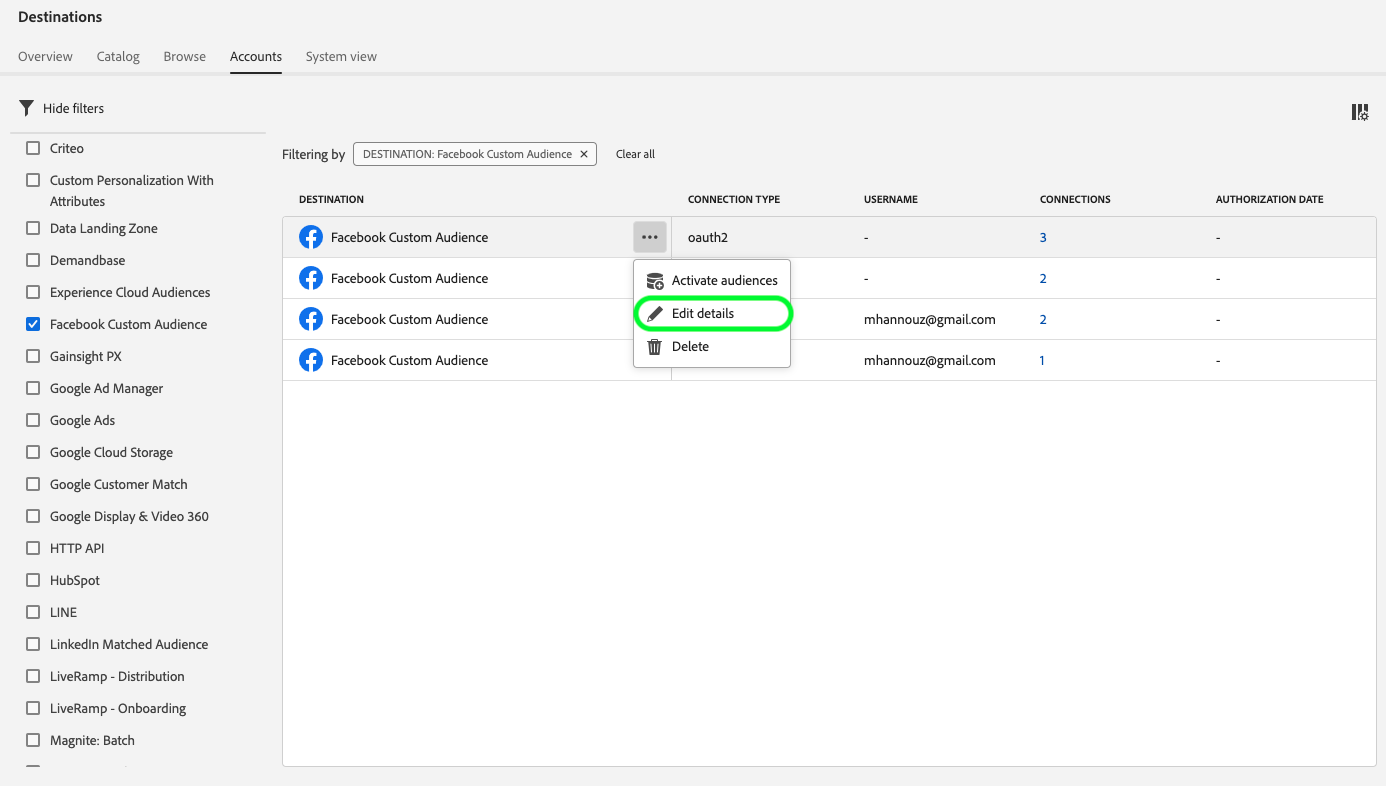 Destinations
Overview Catalog Browse Accounts System view
Hide filters
Criteo
Custom Personalization With
Attributes
Data Landing Zone
Demandbase
Experience Cloud Audiences
Facebook Custom Audience
Gainsight PX
Google Ad Manager
Google Ads
Google Cloud Storage
Google Customer Match
Google Display & Video 360
HTTP API
HubSpot
LINE
LinkedIn Matched Audience
LiveRamp - Distribution
LiveRamp - Onboarding
Magnite: Batch
Filtering by DESTINATION: Facebook Custom Audience Clear all
DESTINATION CONNECTION TYPE USERNAME CONNECTIONS AUTHORIZATION DATE
Facebook Custom Audience oauth2 - 3 -
Facebook Custom Audience - 2 -
Facebook Custom Audience mhannouz@gmail.com 2 -
Facebook Custom Audience mhannouz@gmail.com 1 -
Activate audiences
Edit details
Delete